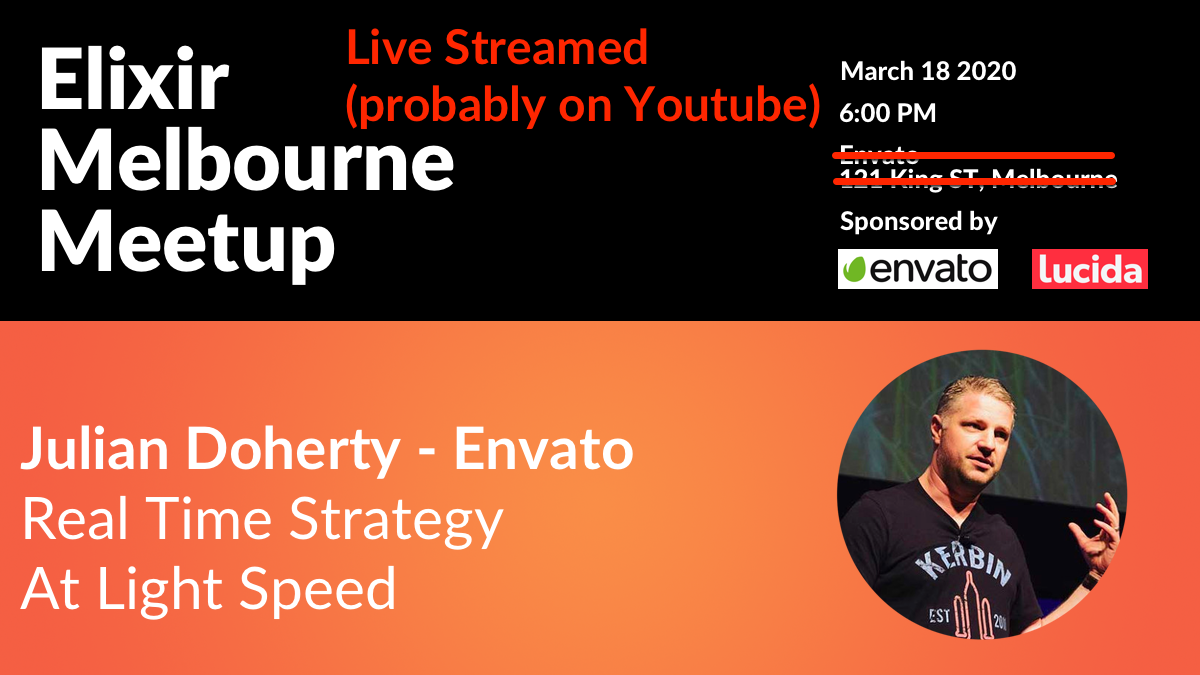 Elixir
Melbourne
Meetup
Live Streamed
(probably on Youtube)
March 18 2020
6:00 PM
Envato
121 King ST, Melbourne
Sponsored by
envato
lucida
Julian Doherty - Envato
Real Time Strategy
At Light Speed
KERBIN
EST